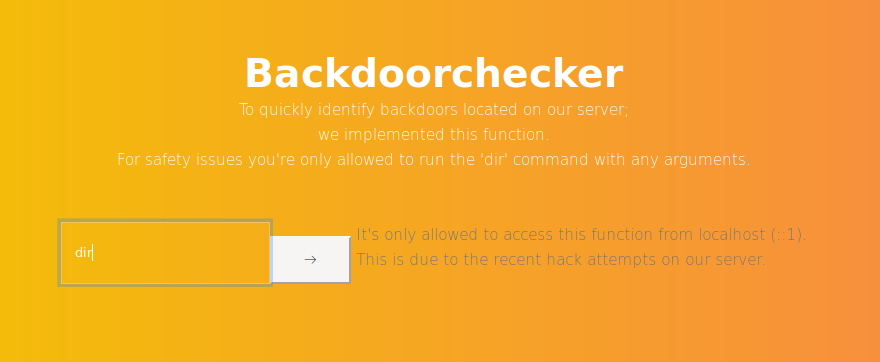 Backdoorchecker
To quickly identify backdoors located on our server;
we implemented this function.
For safety issues you're only allowed to run the 'dir' command with any arguments.
dir
→
It's only allowed to access this function from localhost (::1).
This is due to the recent hack attempts on our server.